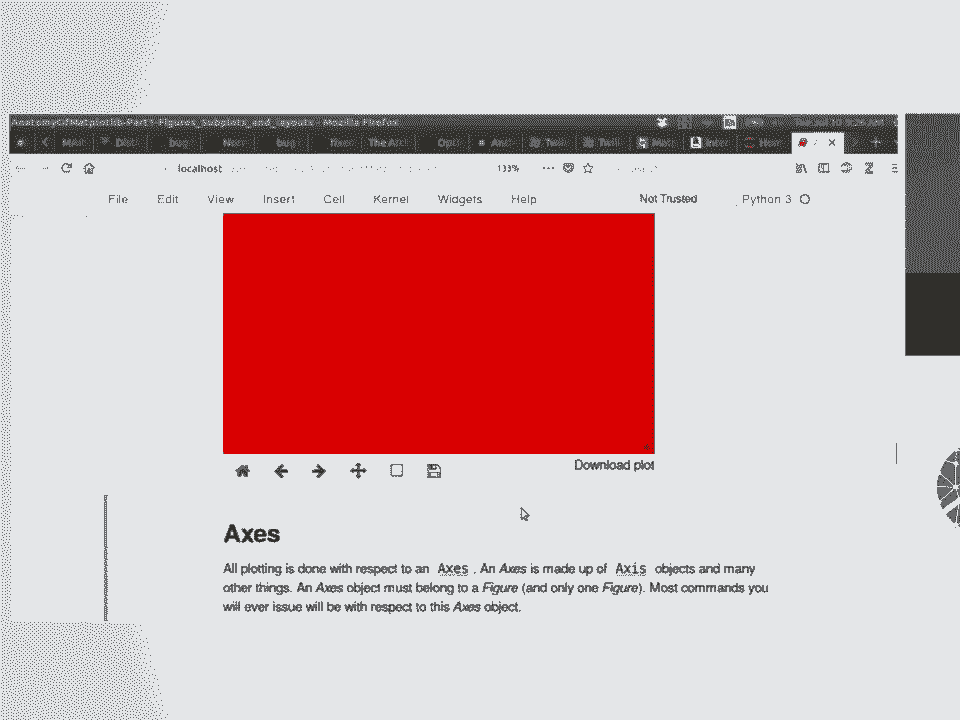 AnatomyOfMatplotlib-Part1-Figures_Subplots_and_layouts - Mozilla Firefox
localhost 133%
File Edit View Insert Cell Kernel Widgets Help Not Trusted Python 3
Download plot
Axes
All plotting is done with respect to an Axes . An Axes is made up of Axis objects and many
other things. An Axes object must belong to a Figure (and only one Figure). Most commands you
will ever issue will be with respect to this Axes object.